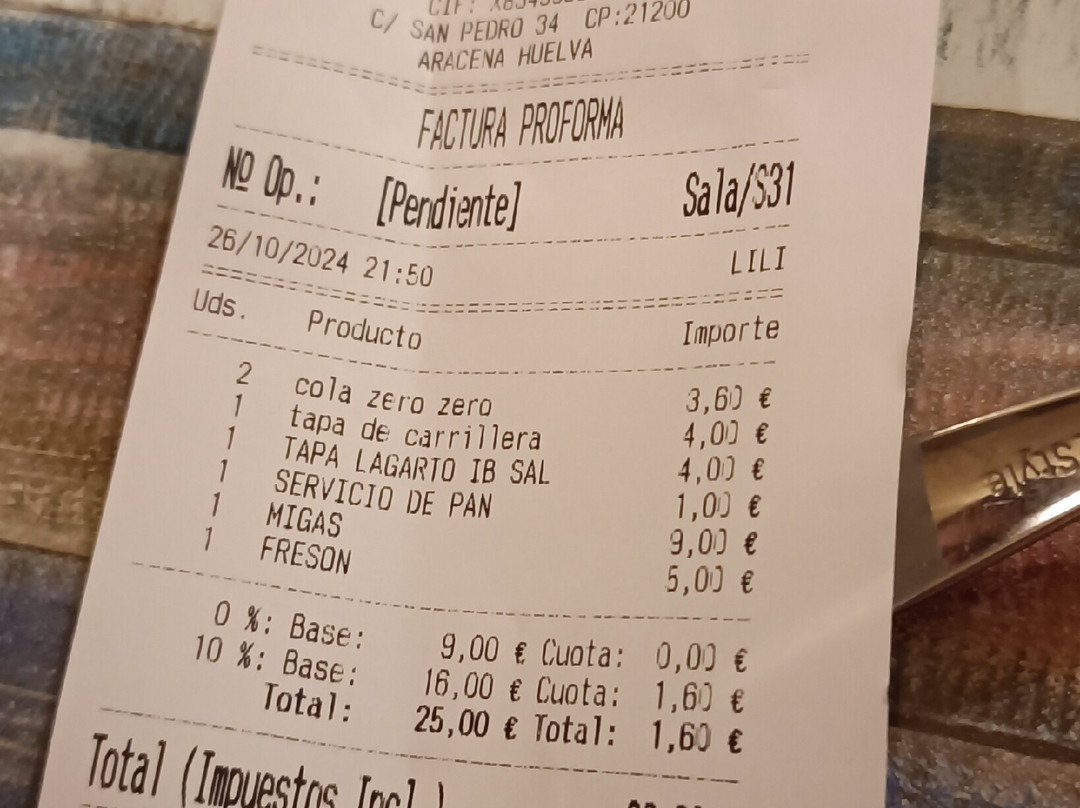 CIF:
C/ SAN PEDRO 34 CP:21200
ARACENA HUELVA
FACTURA PROFORMA
Nº Op.: [Pendiente] Sala/S31
26/10/2024 21:50 LILI
Uds. Producto Importe
2 cola zero zero 3,60 €
1 tapa de carrillera 4,00 €
1 TAPA LAGARTO IB SAL 4,00 €
1 SERVICIO DE PAN 1,00 €
1 MIGAS 9,00 €
1 FRESON 5,00 €
0 %: Base: 9,00 € Cuota: 0,00 €
10 %: Base: 16,00 € Cuota: 1,60 €
Total: 25,00 € Total: 1,60 €
Total (Impuestos Incl.)
Style